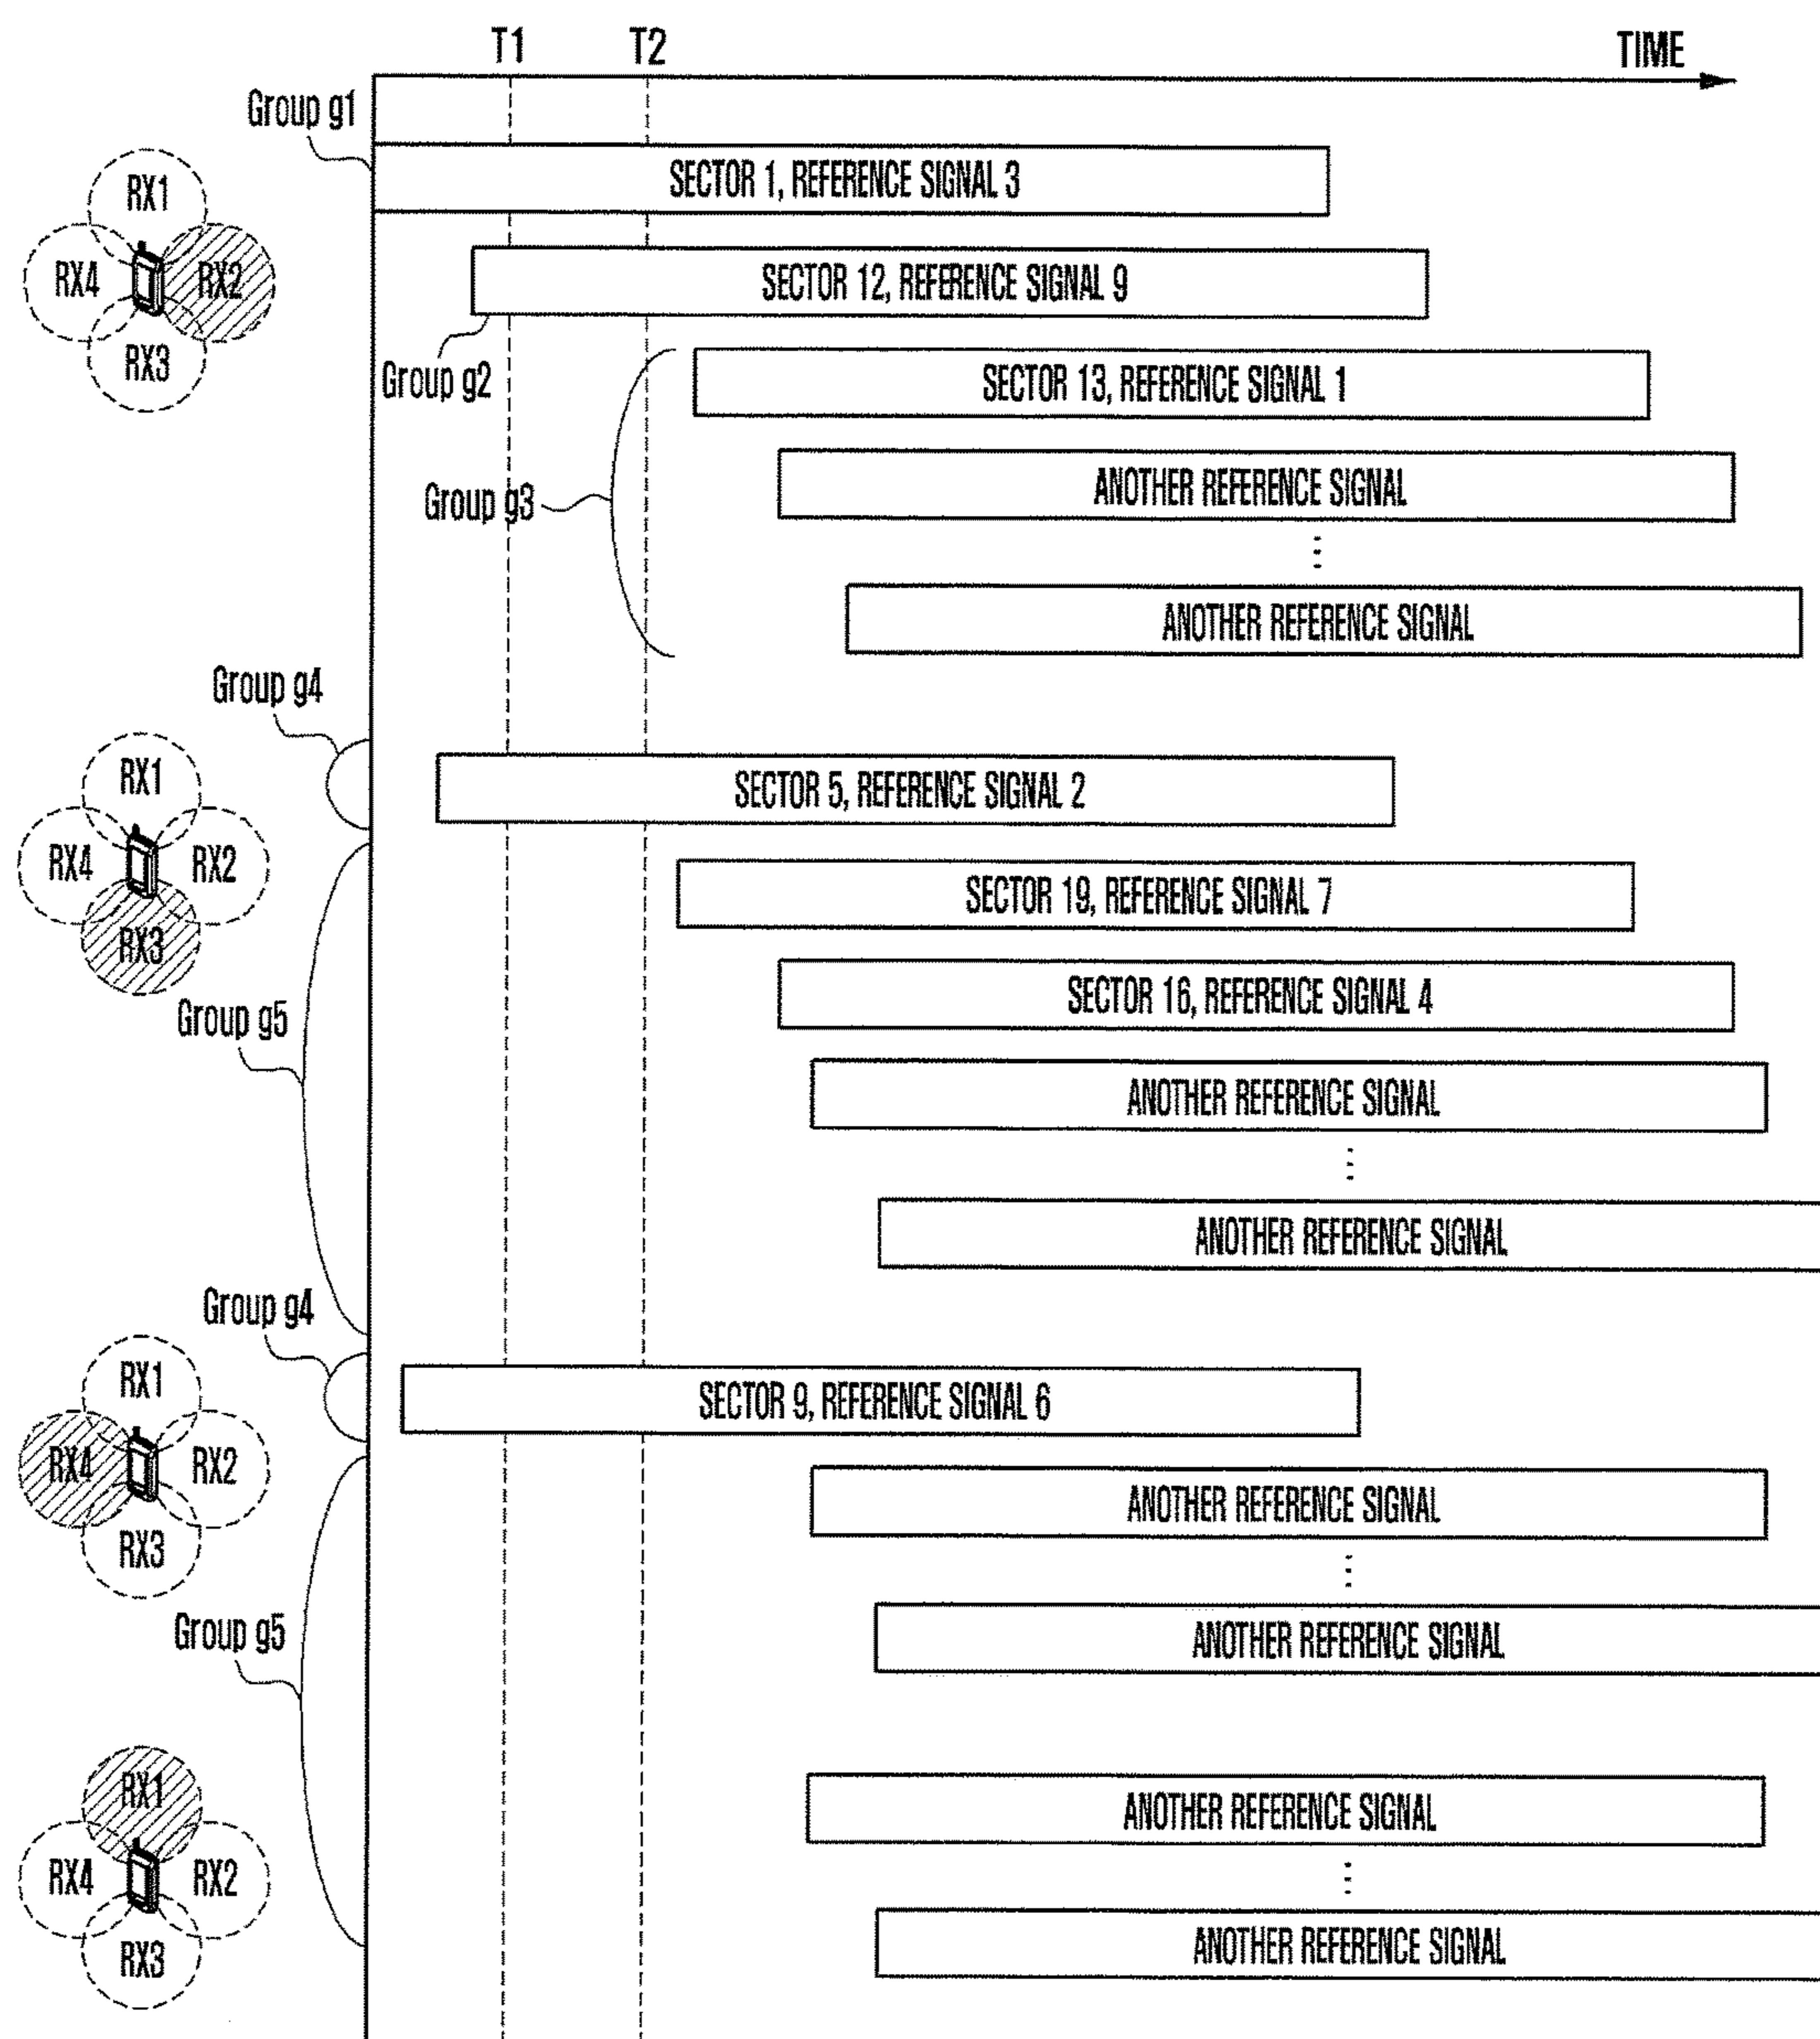 T1
T2
TIME
Group g1
SECTOR 1, REFERENCE SIGNAL 3
RX1
RX4
RX2
RX3
SECTOR 12, REFERENCE SIGNAL 9
Group g2
SECTOR 13, REFERENCE SIGNAL 1
Group g3
ANOTHER REFERENCE SIGNAL
ANOTHER REFERENCE SIGNAL
Group g4
RX1
RX4
RX2
RX3
SECTOR 5, REFERENCE SIGNAL 2
SECTOR 19, REFERENCE SIGNAL 7
Group g5
SECTOR 16, REFERENCE SIGNAL 4
ANOTHER REFERENCE SIGNAL
ANOTHER REFERENCE SIGNAL
Group g4
RX1
RX4
RX2
RX3
SECTOR 9, REFERENCE SIGNAL 6
ANOTHER REFERENCE SIGNAL
Group g5
ANOTHER REFERENCE SIGNAL
RX1
RX4
RX2
RX3
ANOTHER REFERENCE SIGNAL
ANOTHER REFERENCE SIGNAL